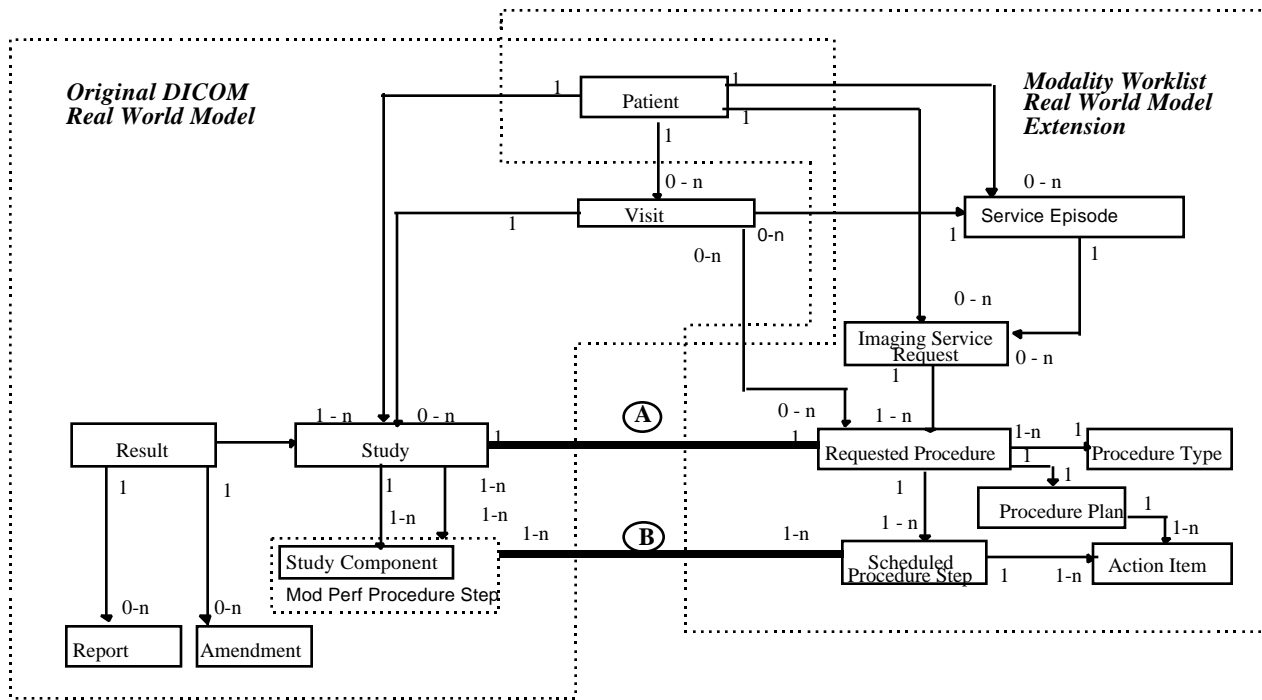 Original DICOM
Real World Model
Modality Worklist
Real World Model
Extension
1
Patient
1
1
1
0 - n
0 - n
1
Visit
0-n
1
Service Episode
0-n
1
0 - n
Imaging Service
Request
0 - n
1
1 - n
0 - n
A
0 - n
1 - n
Result
Study
1
1
Requested Procedure
1-n
1
1
Procedure Type
1
1
1
1-n
1
1
Procedure Plan
1
1-n
1-n
1-n
B
1-n
1 - n
1-n
Study Component
Mod Perf Procedure Step
Scheduled
Procedure Step
1
1-n
Action Item
0-n
0-n
Report
Amendment